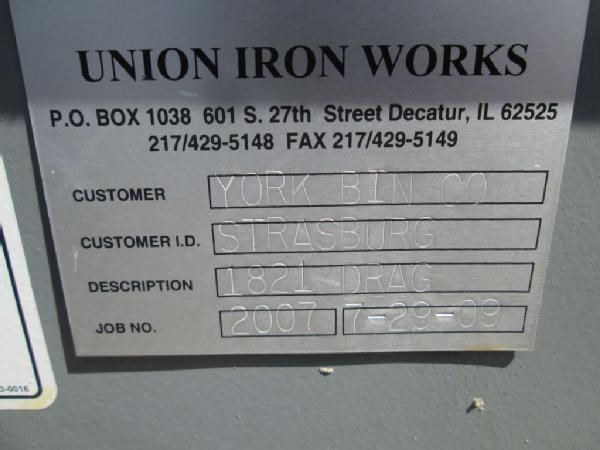 UNION IRON WORKS
P.O. BOX 1038 601 S. 27th Street Decatur, IL 62525
217/429-5148 FAX 217/429-5149
CUSTOMER YORK BIN CO
CUSTOMER I.D. STRASBURG
DESCRIPTION 1821 DRAG
JOB NO. 2007 7-29-09